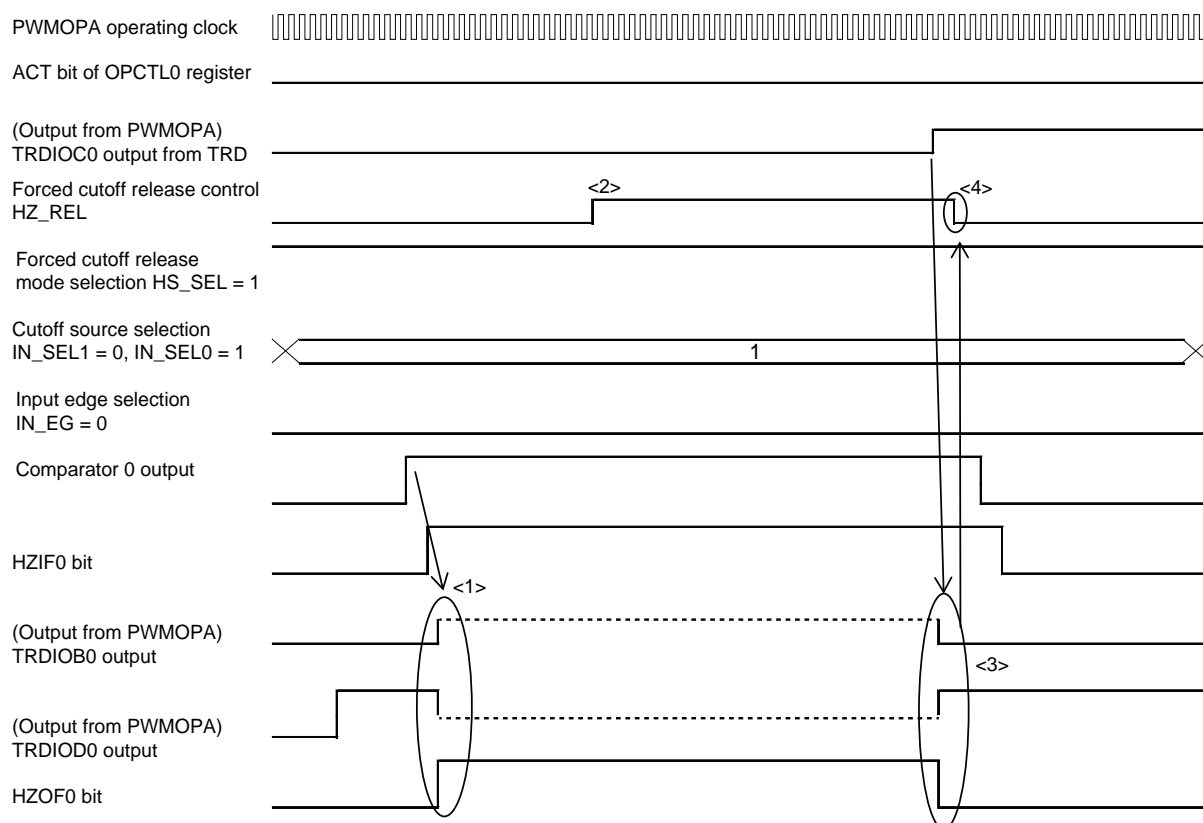 PWMOPA operating clock
ACT bit of OPCTL0 register
(Output from PWMOPA)
TRDIOC0 output from TRD
Forced cutoff release control
HZ_REL
<2>
<4>
Forced cutoff release
mode selection HS_SEL = 1
Cutoff source selection
IN_SEL1 = 0, IN_SEL0 = 1
1
Input edge selection
IN_EG = 0
Comparator 0 output
HZIF0 bit
<1>
(Output from PWMOPA)
TRDIOB0 output
<3>
(Output from PWMOPA)
TRDIOD0 output
HZOF0 bit